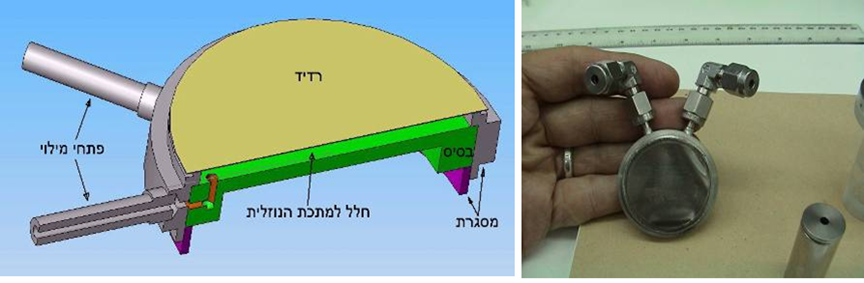 רדיד
פתחי מילוי
בסיס
חלל למתכת הנוזלית
מסגרת